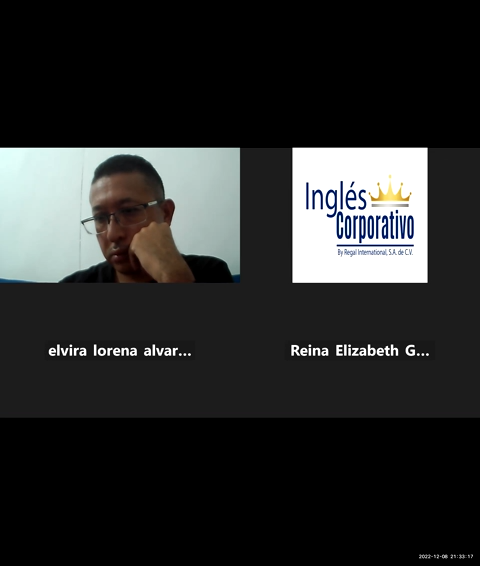 Inglés
Corporativo
By Regal International, S.A. de C.V.
elvira lorena alvar...
Reina Elizabeth G...
2022-12-08 21:33:17